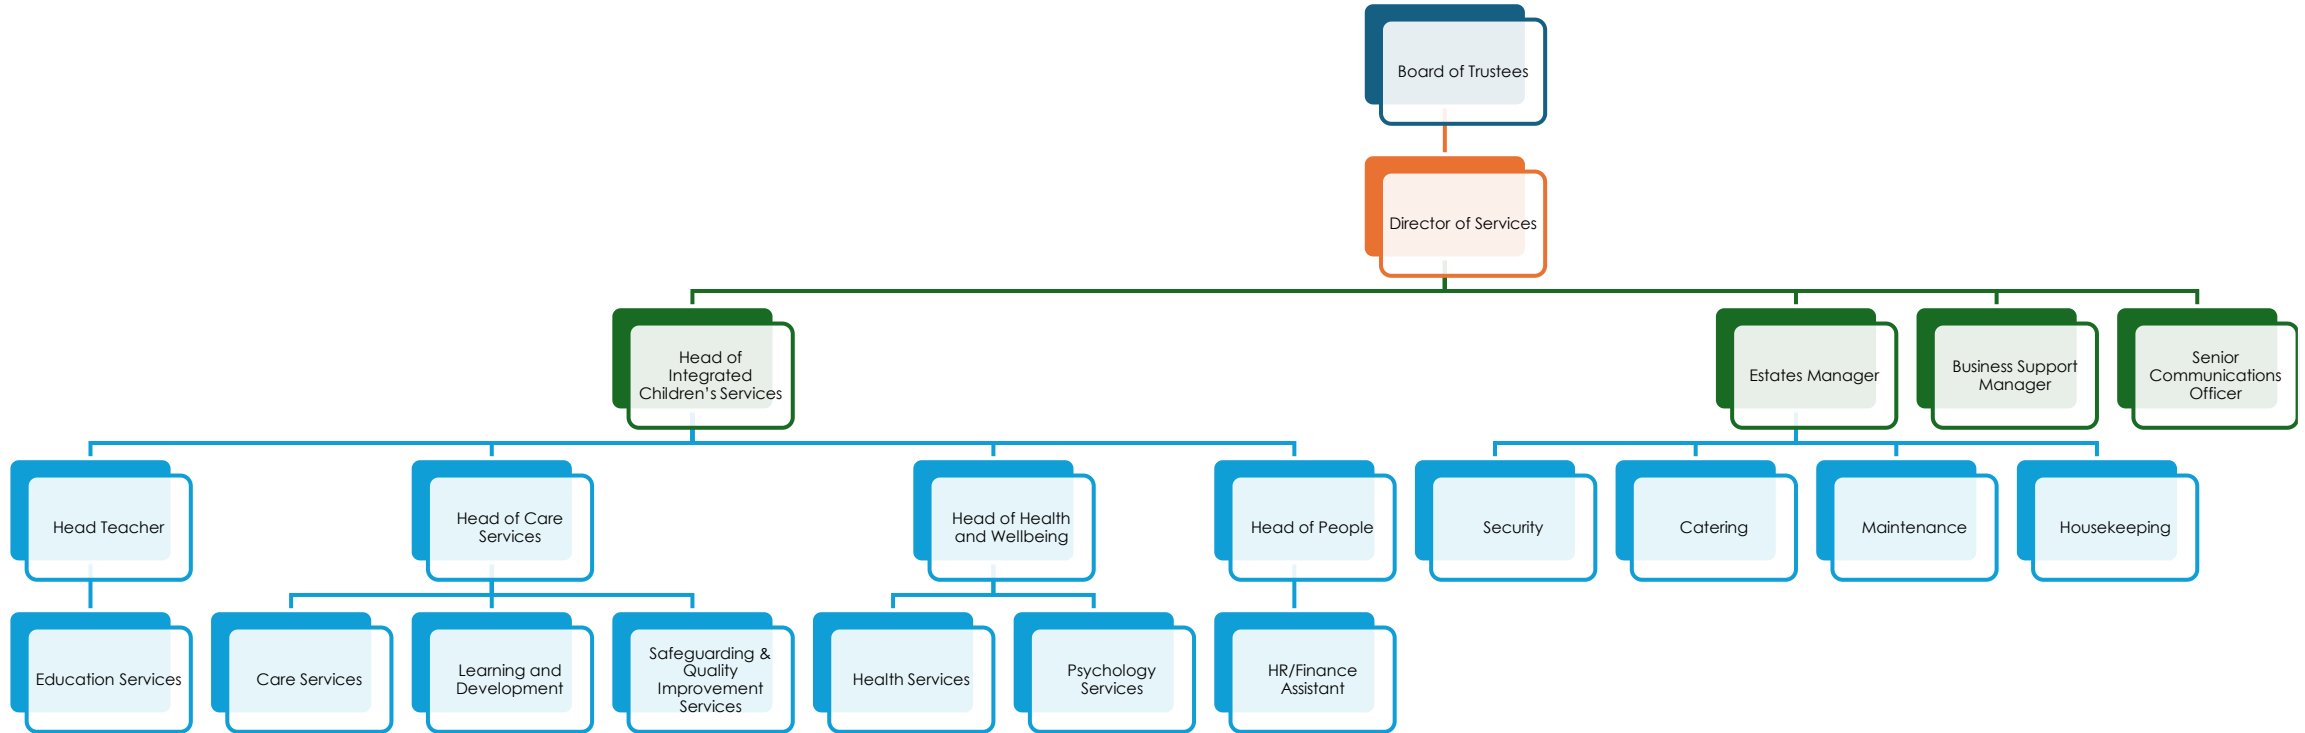 Board of Trustees
Director of Services
Head of
Integrated
Children's Services
Estates Manager
Business Support
Manager
Senior
Communications
Officer
Head Teacher
Head of Care
Services
Head of Health
and Wellbeing
Head of People
Security
Catering
Maintenance
Housekeeping
Education Services
Care Services
Learning and
Development
Safeguarding &
Quality
Improvement
Services
Health Services
Psychology
Services
HR/Finance
Assistant